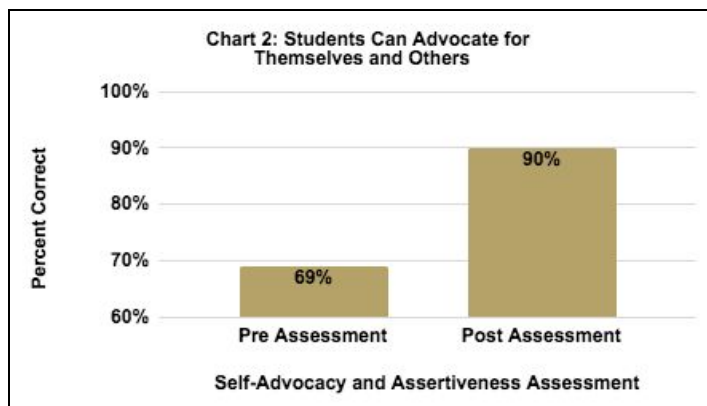 Chart 2: Students Can Advocate for
Themselves and Others
Percent Correct
100%
90%
80%
70%
60%
69%
90%
Pre Assessment
Post Assessment
Self-Advocacy and Assertiveness Assessment